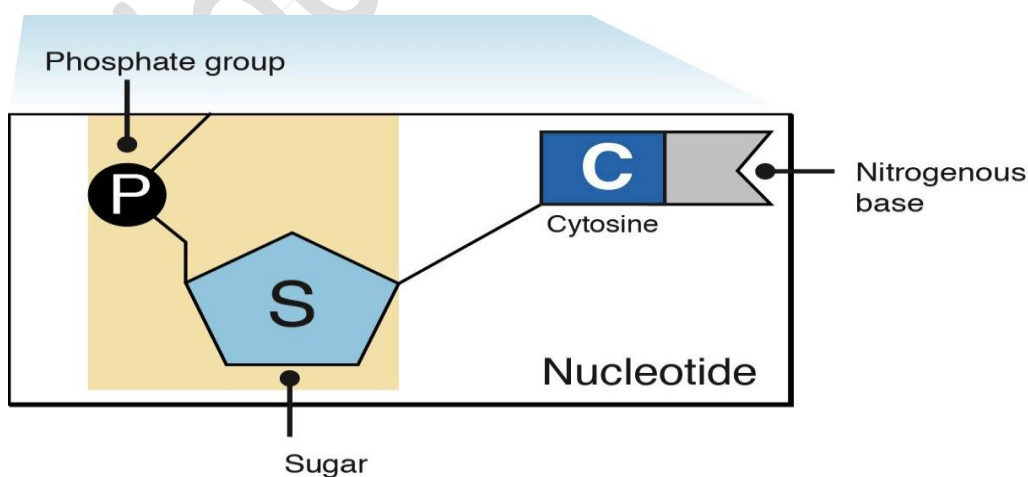 Phosphate group
P
C
Nitrogenous
base
Cytosine
S
Nucleotide
Sugar